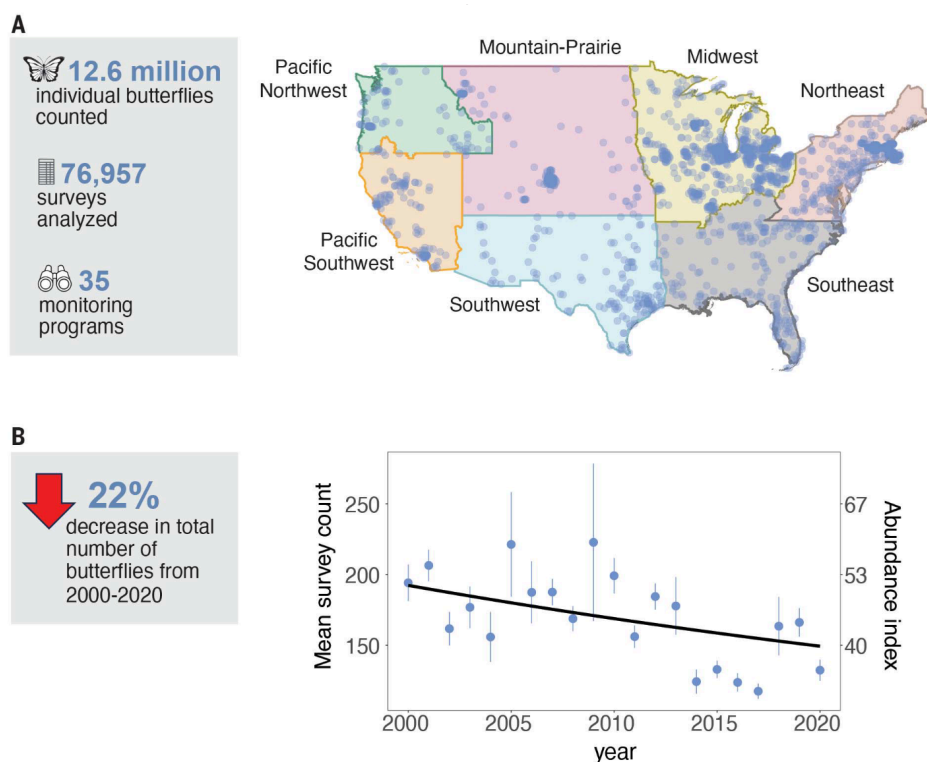 A
12.6 million
individual butterflies
counted
76,957
surveys
analyzed
35
monitoring
programs
Pacific
Northwest
Mountain-Prairie
Midwest
Northeast
Pacific
Southwest
Southwest
Southeast
B
22%
decrease in total
number of
butterflies from
2000-2020
Mean survey count
250
200
150
67
53
40
Abundance index
2000
2005
2010
2015
2020
year